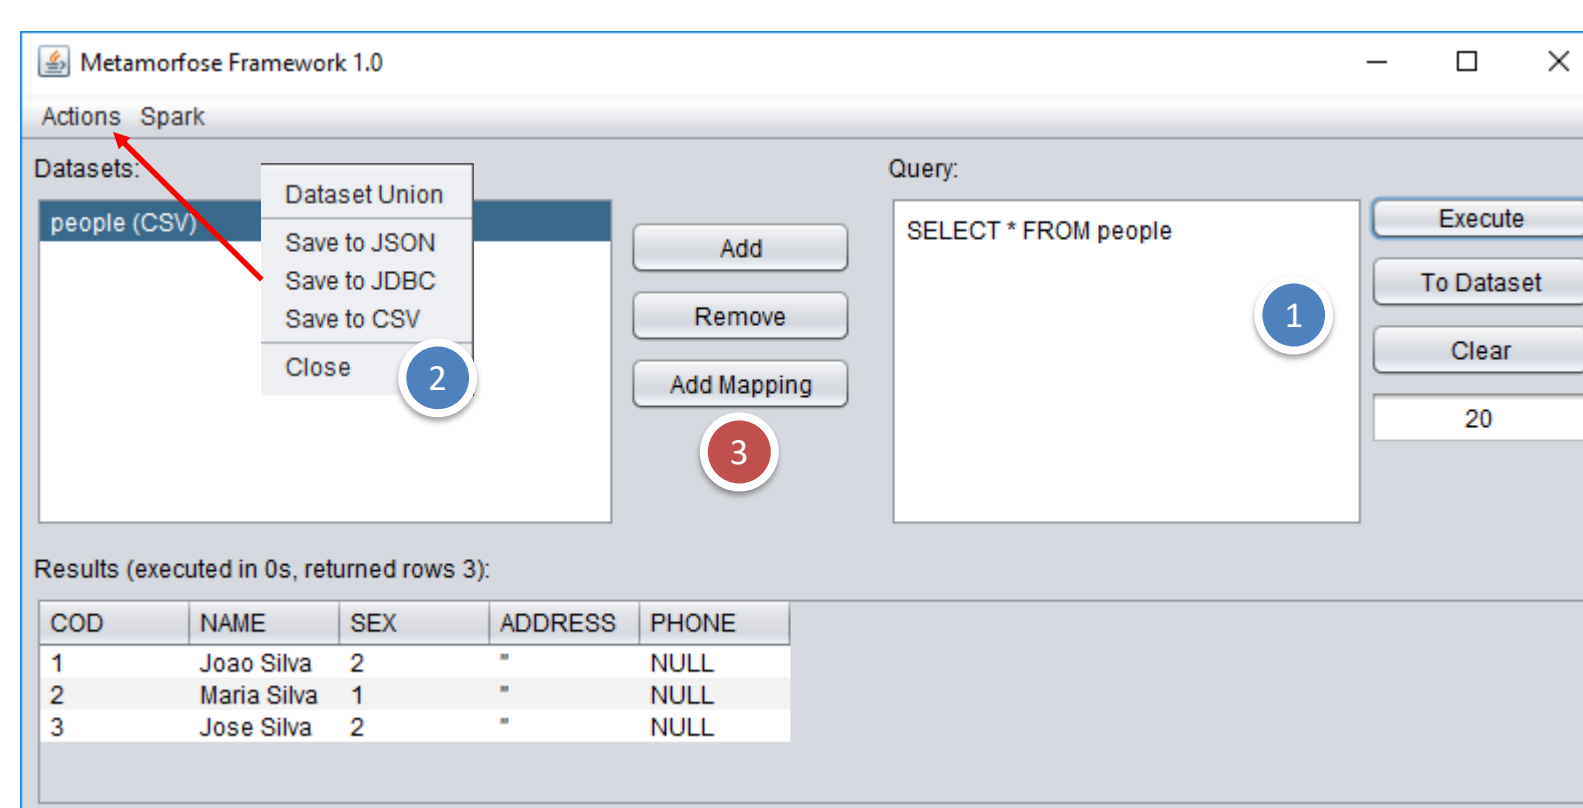 Metamorfose Framework 1.0
Actions Spark
Datasets:
Query:
people (CSV)
Dataset Union
Save to JSON
Save to JDBC
Save to CSV
Close
2
Add
Remove
Add Mapping
3
SELECT * FROM people
1
Execute
To Dataset
Clear
20
Results (executed in 0s, returned rows 3):
COD NAME SEX ADDRESS PHONE
1 Joao Silva 2 " NULL
2 Maria Silva 1 " NULL
3 Jose Silva 2 " NULL